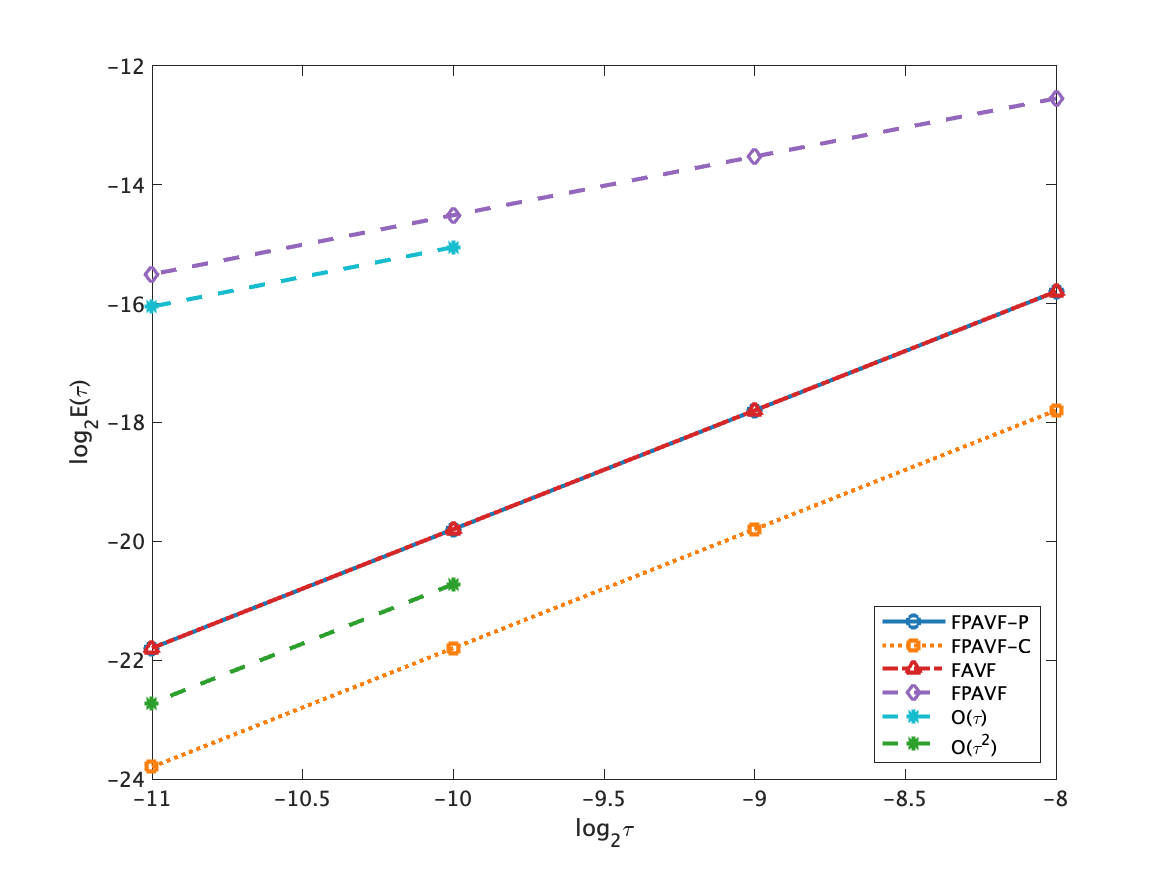 −12
−14
−16
−18
−20
−22
−24
log₂E(τ)
−11
−10.5
−10
−9.5
−9
−8.5
−8
log₂τ
FPAVF-P
FPAVF-C
FAVF
FPAVF
O(τ)
O(τ²)